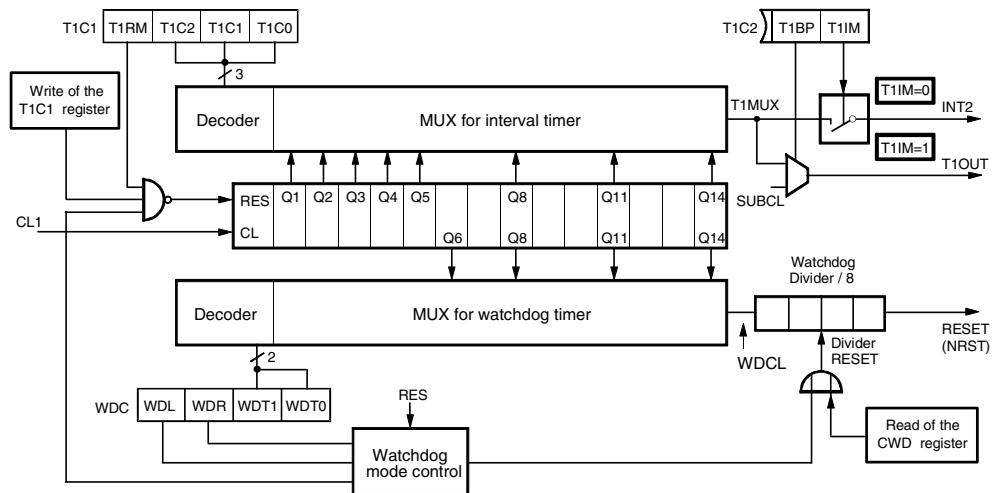 T1C1 T1RM T1C2 T1C1 T1C0
T1C2 T1BP T1IM
3
Write of the
T1C1 register
Decoder
MUX for interval timer
T1MUX
T1IM=0
INT2
T1IM=1
T1OUT
SUBCL
RES Q1 Q2 Q3 Q4 Q5 Q8 Q11 Q14
CL1
CL Q6 Q8 Q11 Q14
Decoder
MUX for watchdog timer
Watchdog
Divider / 8
RESET
(NRST)
WDCL
Divider
RESET
2
WDC WDL WDR WDT1 WDT0
RES
Watchdog
mode control
Read of the
CWD register